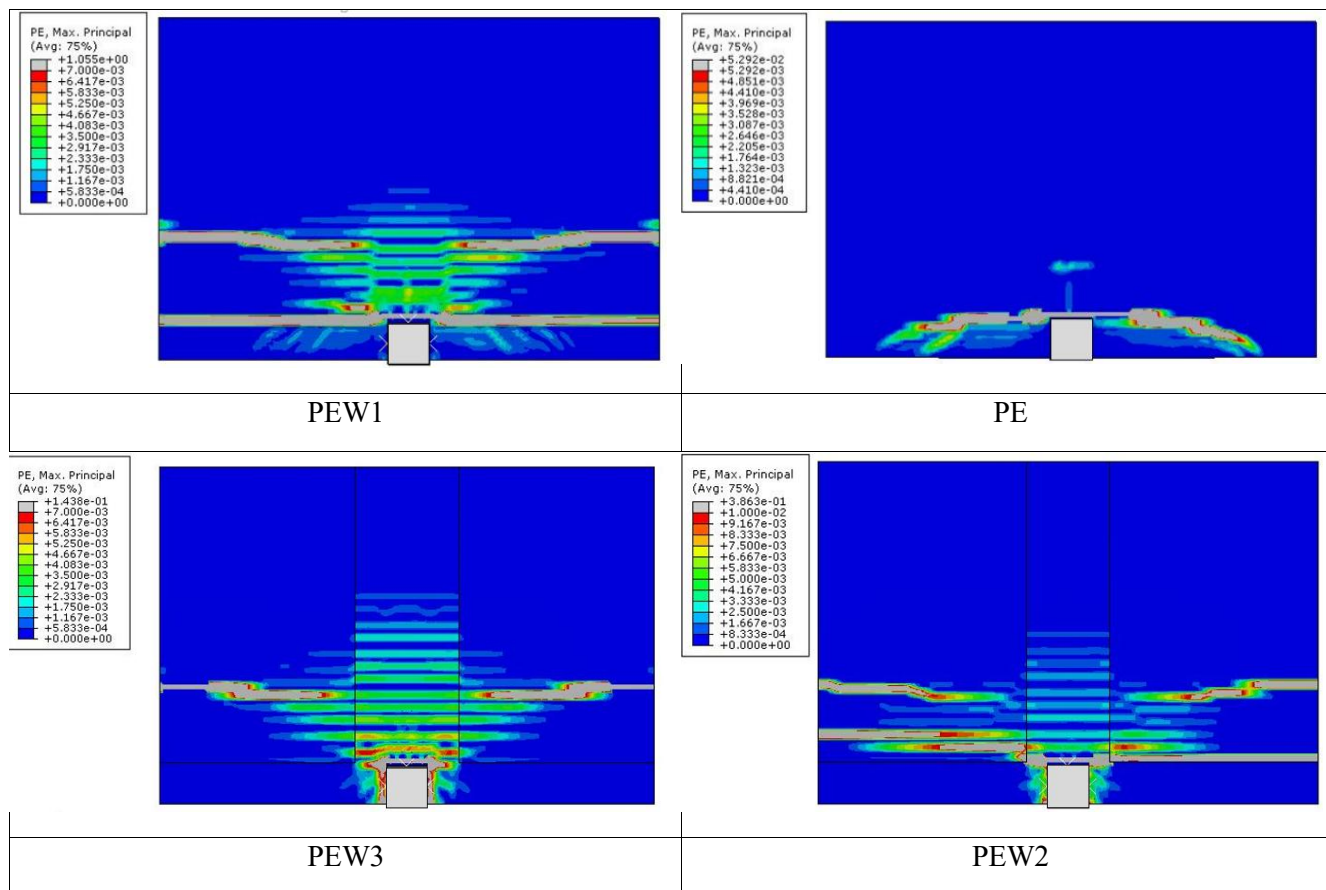 PE, Max. Principal
(Avg: 75%)
+1.055e+00
+7.000e-03
+6.417e-03
+5.833e-03
+5.250e-03
+4.667e-03
+4.083e-03
+3.500e-03
+2.917e-03
+2.333e-03
+1.750e-03
+1.167e-03
+5.833e-04
+0.000e+00
PE, Max. Principal
(Avg: 75%)
+5.292e-02
+5.292e-03
+4.851e-03
+4.410e-03
+3.969e-03
+3.528e-03
+3.087e-03
+2.646e-03
+2.205e-03
+1.764e-03
+1.323e-03
+8.821e-04
+4.410e-04
+0.000e+00
PEW1
PE
PE, Max. Principal
(Avg: 75%)
+1.438e-01
+7.000e-03
+6.417e-03
+5.833e-03
+5.250e-03
+4.667e-03
+4.083e-03
+3.500e-03
+2.917e-03
+2.333e-03
+1.750e-03
+1.167e-03
+5.833e-04
+0.000e+00
PE, Max. Principal
(Avg: 75%)
+3.863e-01
+1.000e-02
+9.167e-03
+8.333e-03
+7.500e-03
+6.667e-03
+5.833e-03
+5.000e-03
+4.167e-03
+3.333e-03
+2.500e-03
+1.667e-03
+8.333e-04
+0.000e+00
PEW3
PEW2